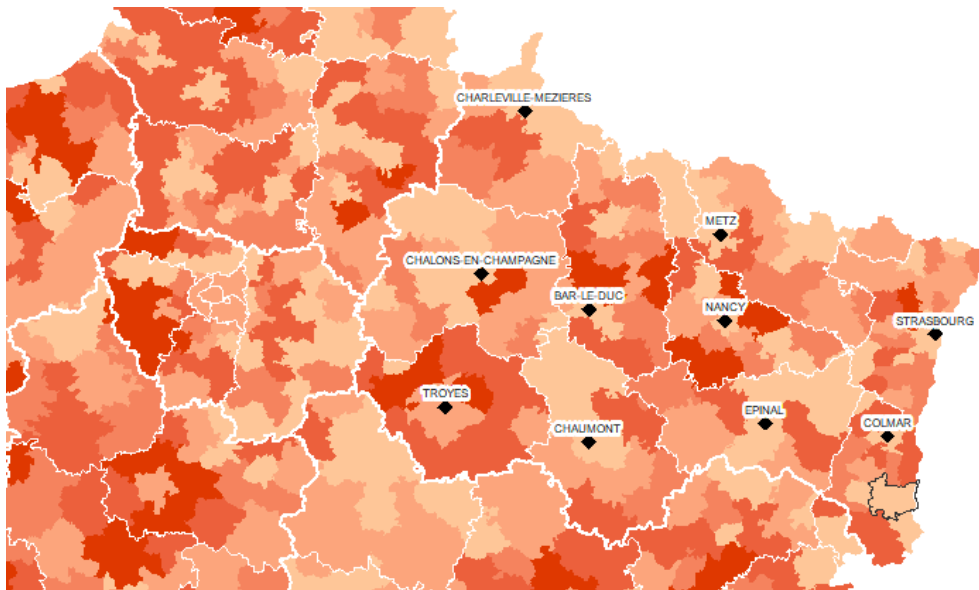 CHARLEVILLE-MEZIERES
METZ
CHALONS-EN-CHAMPAGNE
BAR-LE-DUC
NANCY
STRASBOURG
TROYES
EPINAL
CHAUMONT
COLMAR